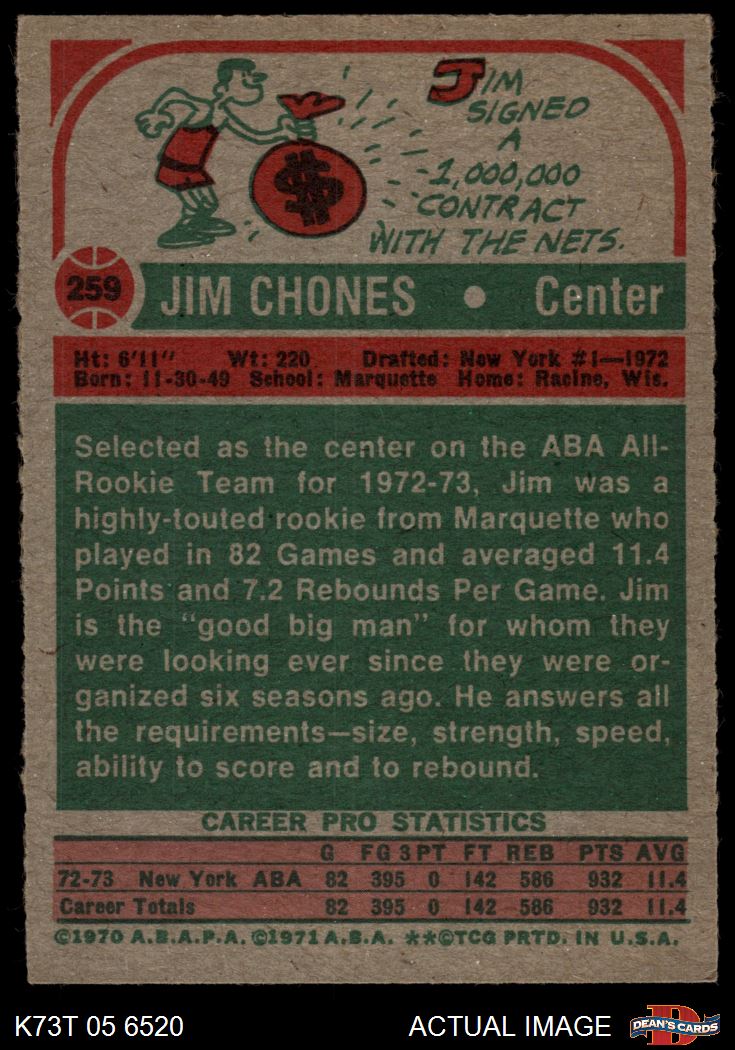 JIM
SIGNED
A
1,000,000
CONTRACT
WITH THE NETS.
259 JIM CHONES • Center
Ht: 6'11" Wt: 220 Drafted: New York #1—1972
Born: 11-30-49 School: Marquette Home: Racine, Wis.
Selected as the center on the ABA All-
Rookie Team for 1972-73, Jim was a
highly-touted rookie from Marquette who
played in 82 Games and averaged 11.4
Points and 7.2 Rebounds Per Game. Jim
is the "good big man" for whom they
were looking ever since they were or-
ganized six seasons ago. He answers all
the requirements—size, strength, speed,
ability to score and to rebound.
CAREER PRO STATISTICS
G FG 3PT FT REB PTS AVG
72-73 New York ABA 82 395 0 142 586 932 11.4
Career Totals 82 395 0 142 586 932 11.4
©1970 A.B.A.P.A. ©1971 A.B.A. **©TCG PRTD. IN U.S.A.
K73T 05 6520 ACTUAL IMAGE D DEAN'S CARDS